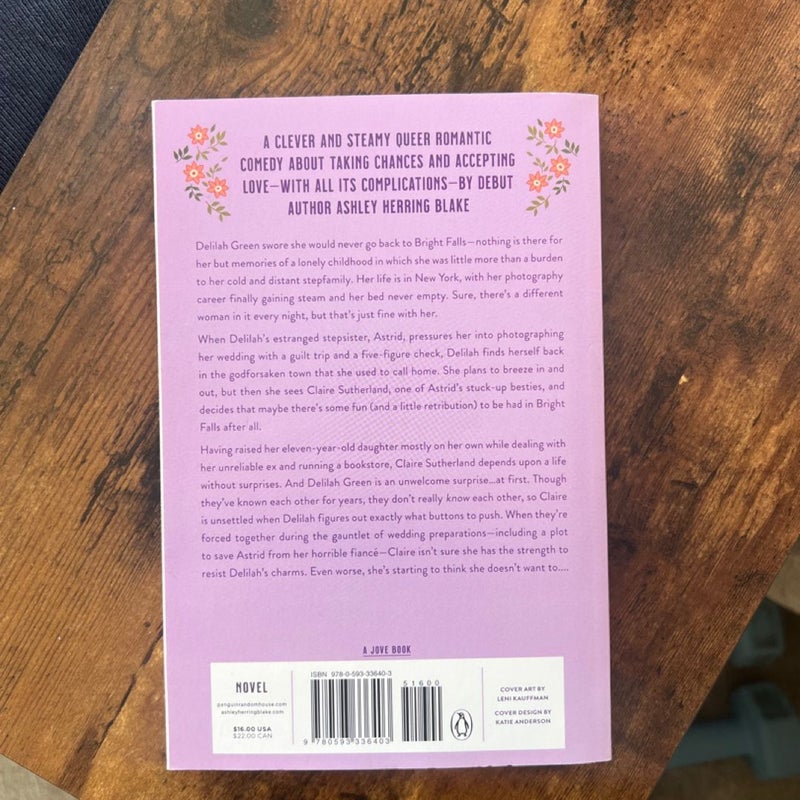 A CLEVER AND STEAMY QUEER ROMANTIC
COMEDY ABOUT TAKING CHANCES AND ACCEPTING
LOVE—WITH ALL ITS COMPLICATIONS—BY DEBUT
AUTHOR ASHLEY HERRING BLAKE
Delilah Green swore she would never go back to Bright Falls—nothing is there for
her but memories of a lonely childhood in which she was little more than a burden
to her cold and distant stepfamily. Her life is in New York, with her photography
career finally gaining steam and her bed never empty. Sure, there's a different
woman in it every night, but that's just fine with her.
When Delilah's estranged stepsister, Astrid, pressures her into photographing
her wedding with a guilt trip and a five-figure check, Delilah finds herself back
in the godforsaken town that she used to call home. She plans to breeze in and
out, but then she sees Claire Sutherland, one of Astrid's stuck-up besties, and
decides that maybe there's some fun (and a little retribution) to be had in Bright
Falls after all.
Having raised her eleven-year-old daughter mostly on her own while dealing with
her unreliable ex and running a bookstore, Claire Sutherland depends upon a life
without surprises. And Delilah Green is an unwelcome surprise...at first. Though
they've known each other for years, they don't really know each other, so Claire
is unsettled when Delilah figures out exactly what buttons to push. When they're
forced together during the gauntlet of wedding preparations—including a plot
to save Astrid from her horrible fiancé—Claire isn't sure she has the strength to
resist Delilah's charms. Even worse, she's starting to think she doesn't want to....
A JOVE BOOK
NOVEL
penguinrandomhouse.com
ashleyherringblake.com
$16.00 USA
$22.00 CAN
ISBN 978-0-593-33640-3
51600
9 780593 336403
COVER ART BY
LENI KAUFFMAN
COVER DESIGN BY
KATIE ANDERSON